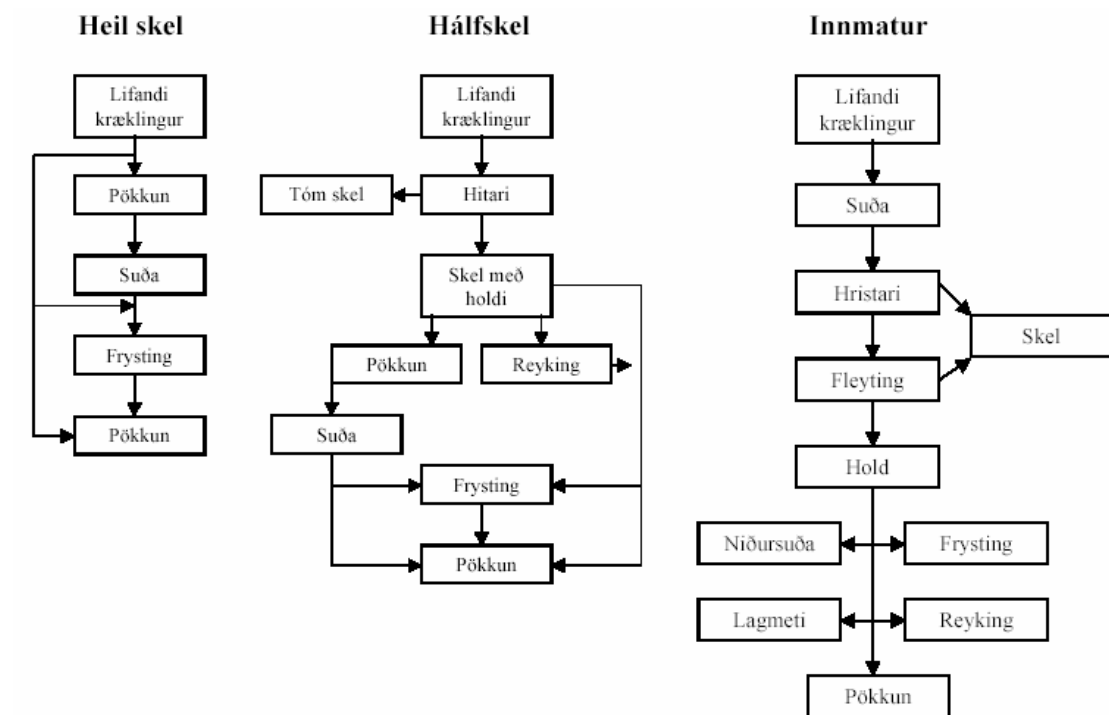 Heil skel
Lifandi
kræklingur
Pökkun
Suða
Frysting
Pökkun
Hálfskel
Lifandi
kræklingur
Tóm skel
Hitari
Skel með
holdi
Pökkun
Reyking
Suða
Frysting
Pökkun
Innmatur
Lifandi
kræklingur
Suða
Hristari
Skel
Fleyting
Hold
Niðursuða
Frysting
Lagmeti
Reyking
Pökkun